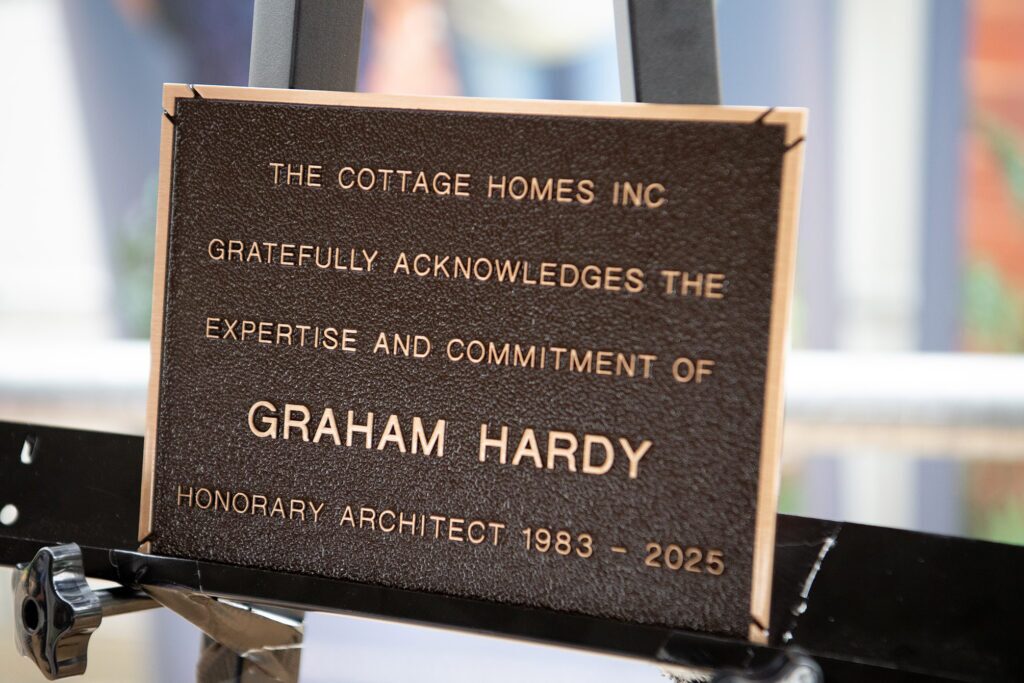 THE COTTAGE HOMES INC
GRATEFULLY ACKNOWLEDGES THE
EXPERTISE AND COMMITMENT OF
GRAHAM HARDY
HONORARY ARCHITECT 1983 – 2025